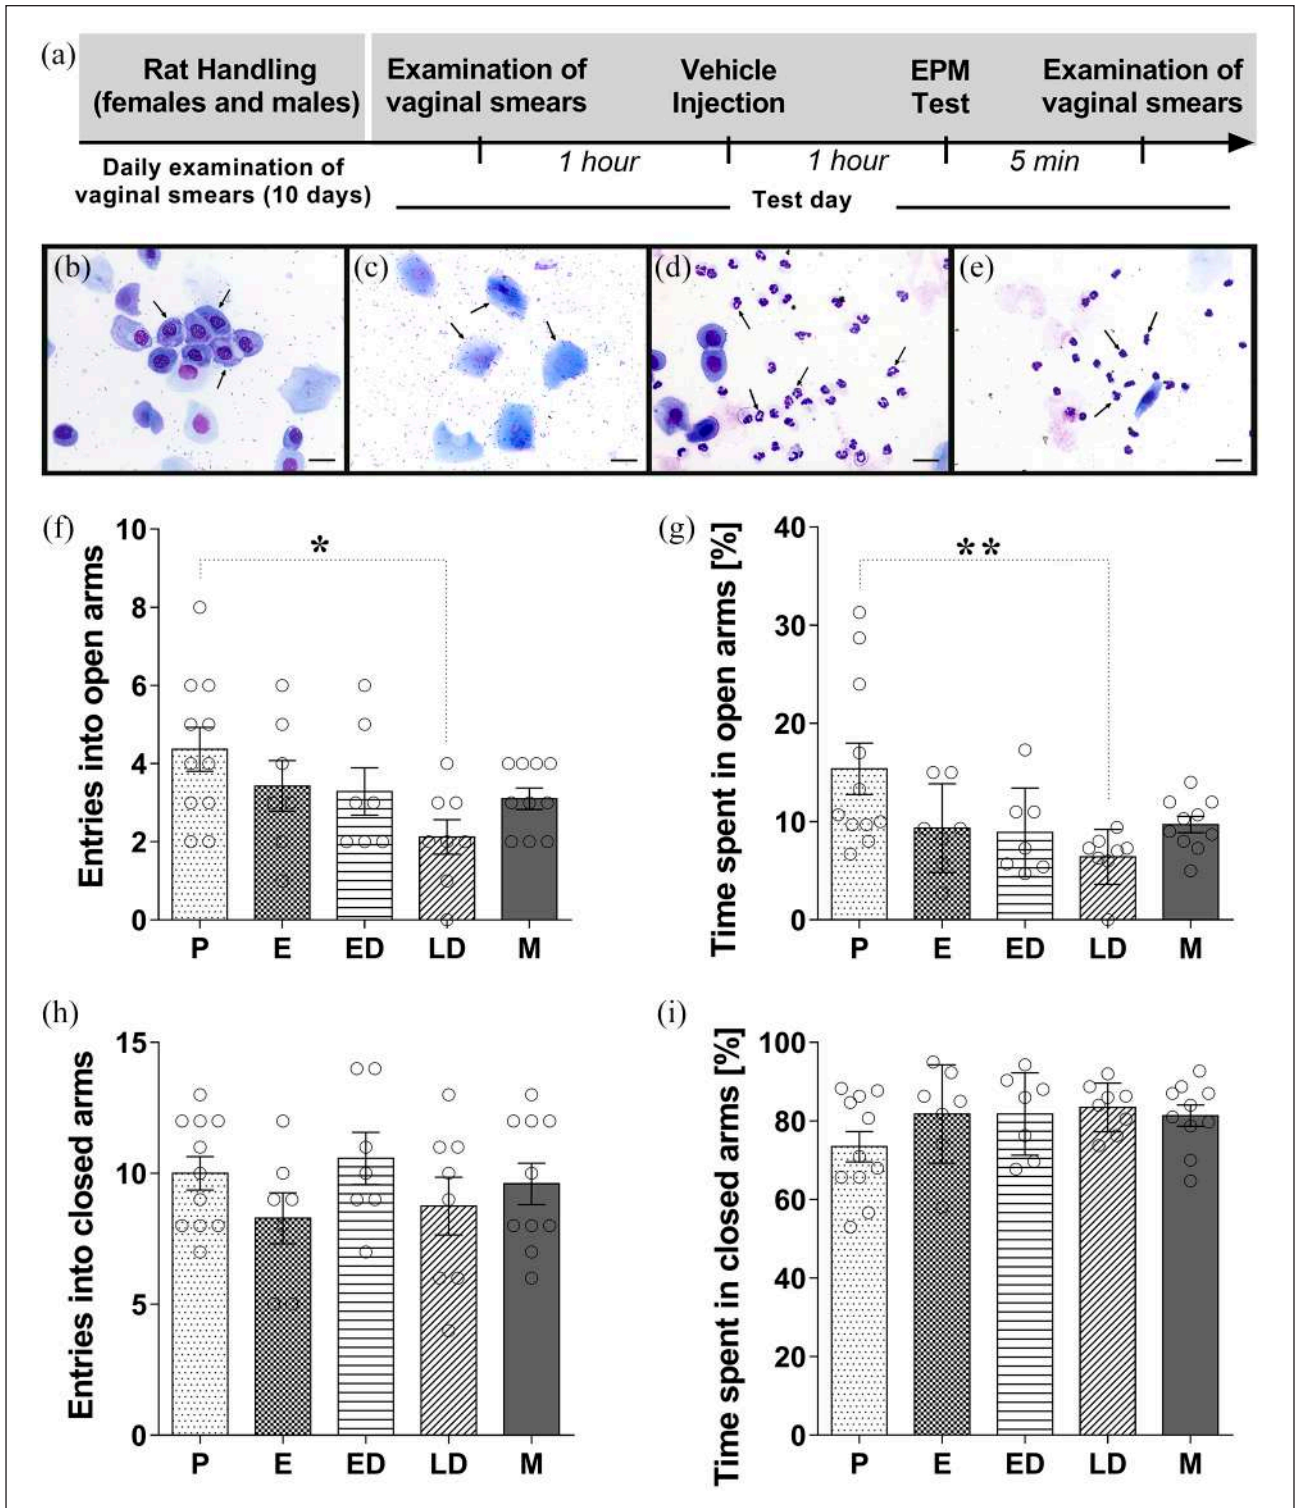 (a)
Rat Handling
(females and males)
Examination of
vaginal smears
Vehicle
Injection
EPM
Test
Examination of
vaginal smears
Daily examination of
vaginal smears (10 days)
1 hour
1 hour
5 min
Test day
(b)
(c)
(d)
(e)
(f)
Entries into open arms
10
8
6
4
2
0
*
P E ED LD M
(g)
Time spent in open arms [%]
40
30
20
10
0
**
P E ED LD M
(h)
Entries into closed arms
15
10
5
0
P E ED LD M
(i)
Time spent in closed arms [%]
100
80
60
40
20
0
P E ED LD M